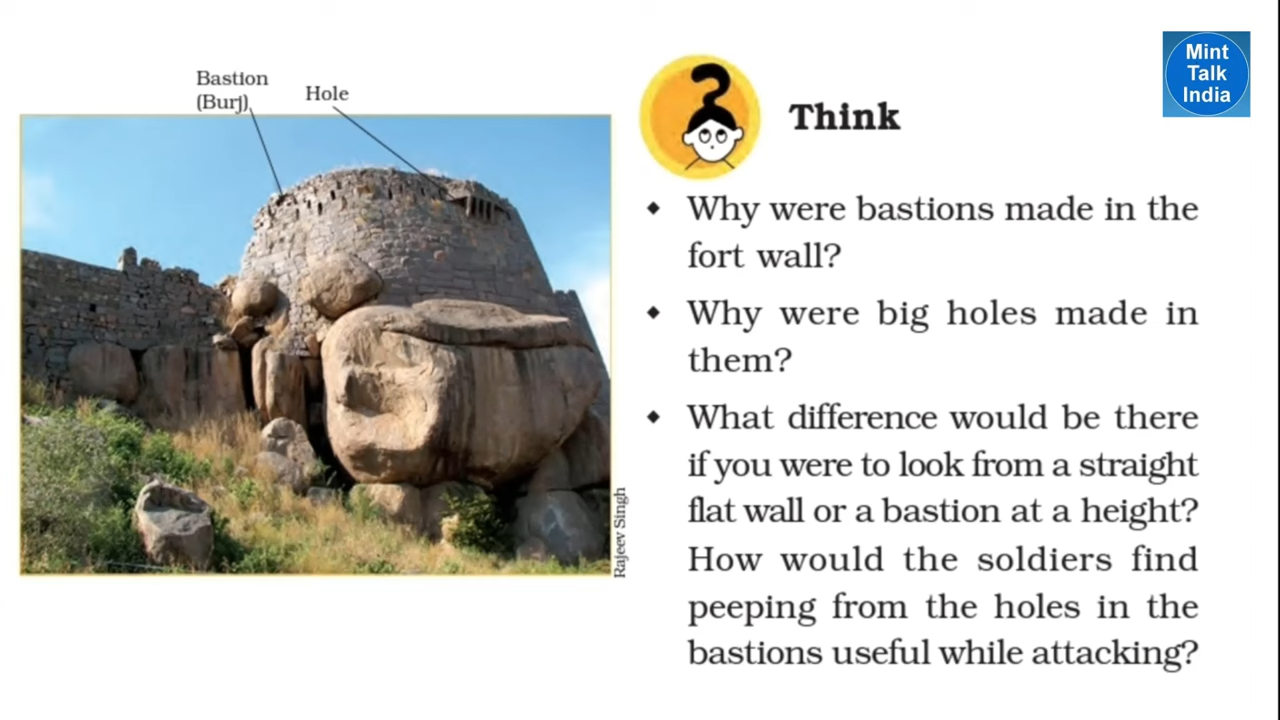 Bastion
(Burj)
Hole
Rajeev Singh
Think
Mint
Talk
India
◆ Why were bastions made in the
fort wall?
◆ Why were big holes made in
them?
◆ What difference would be there
if you were to look from a straight
flat wall or a bastion at a height?
How would the soldiers find
peeping from the holes in the
bastions useful while attacking?